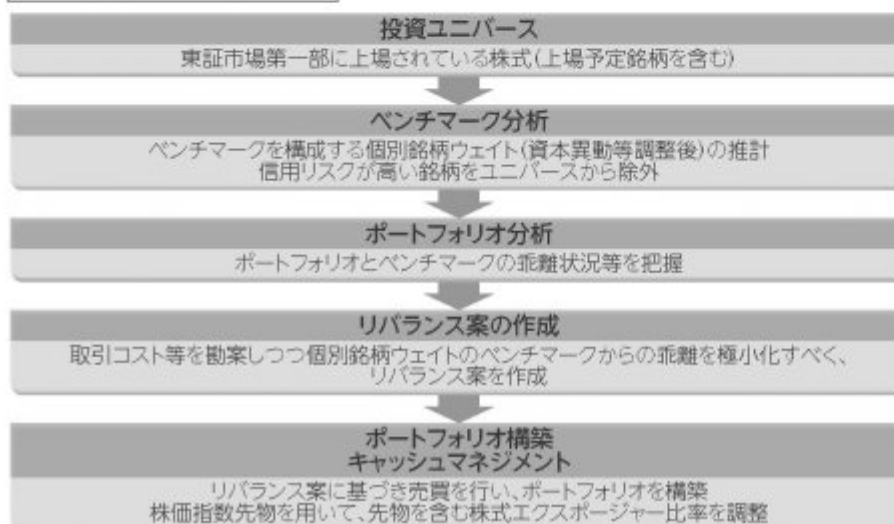 投資ユニバース
東証市場第一部に上場されている株式(上場予定銘柄を含む)
ベンチマーク分析
ベンチマークを構成する個別銘柄ウェイト(資本異動等調整後)の推計
信用リスクが高い銘柄をユニバースから除外
ポートフォリオ分析
ポートフォリオとベンチマークの乖離状況等を把握
リバランス案の作成
取引コスト等を勘案しつつ個別銘柄ウェイトのベンチマークからの乖離を極小化すべく、
リバランス案を作成
ポートフォリオ構築
キャッシュマネジメント
リバランス案に基づき売買を行い、ポートフォリオを構築
株価指数先物を用いて、先物を含む株式エクスポージャー比率を調整